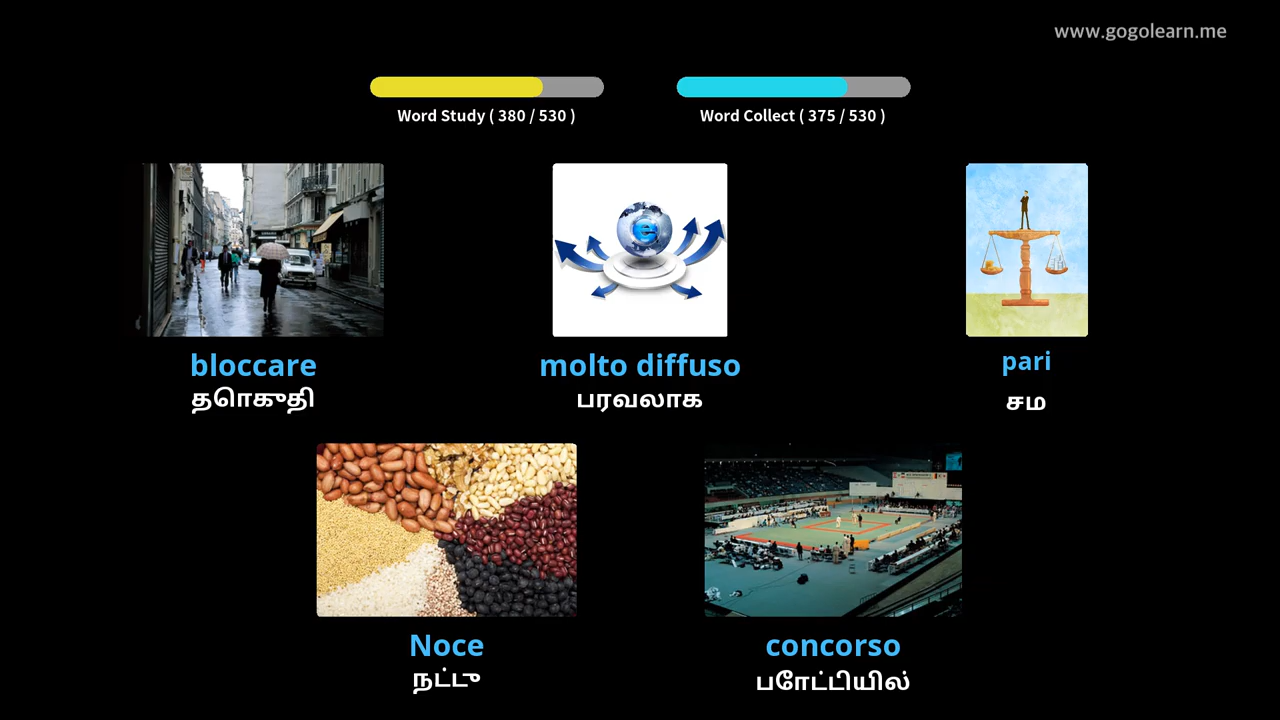 www.gogolearn.me
Word Study ( 380 / 530 )
Word Collect ( 375 / 530 )
bloccare
தொகுதி
molto diffuso
பரவலாக
pari
சம
Noce
நட்டு
concorso
போட்டியில்